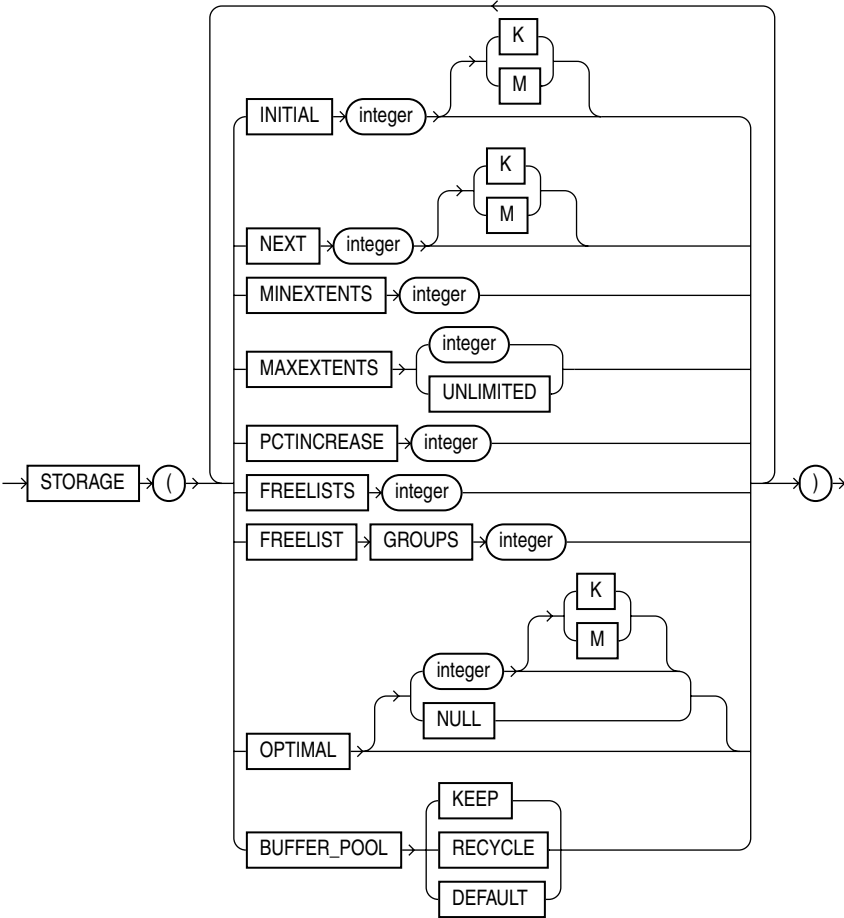 K
M
INITIAL integer
K
M
NEXT integer
MINEXTENTS integer
integer
MAXEXTENTS
UNLIMITED
PCTINCREASE integer
STORAGE (
FREELISTS integer
)
FREELIST GROUPS integer
K
M
integer
NULL
OPTIMAL
KEEP
BUFFER_POOL RECYCLE
DEFAULT